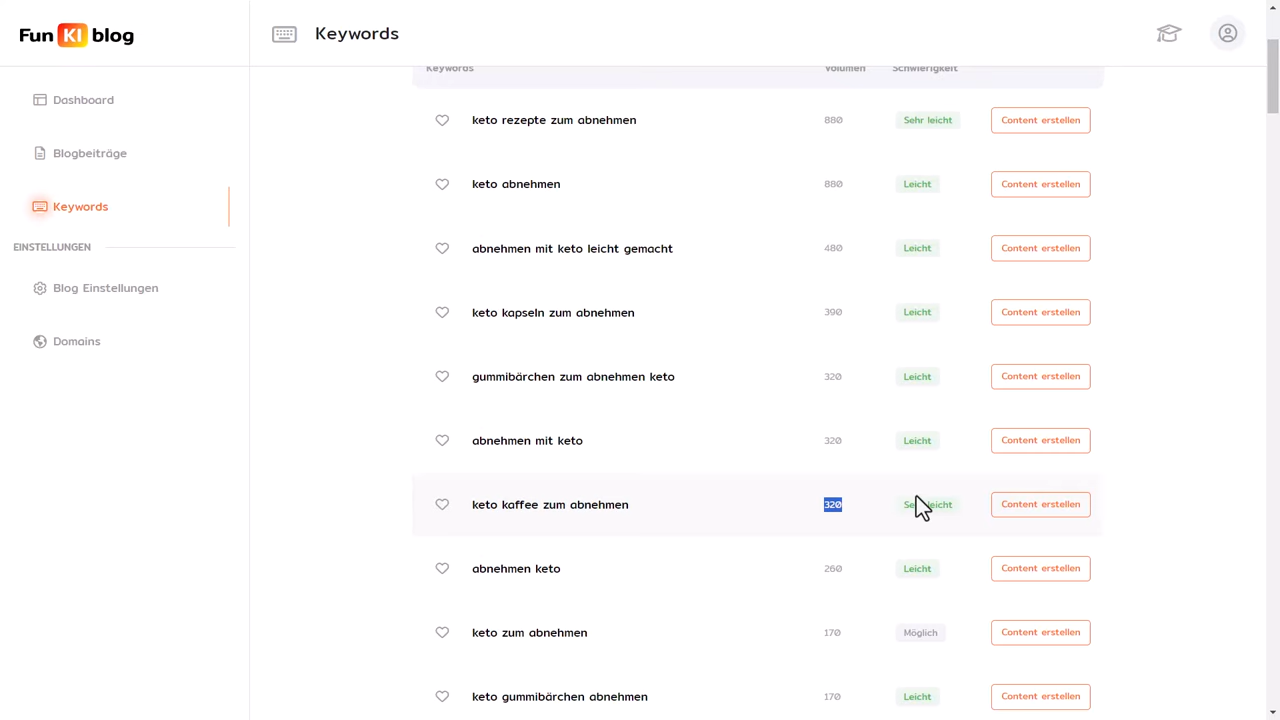 Fun KI blog
Keywords
Dashboard
Blogbeiträge
Keywords
EINSTELLUNGEN
Blog Einstellungen
Domains
Keywords Volumen Schwierigkeit
keto rezepte zum abnehmen 880 Sehr leicht Content erstellen
keto abnehmen 880 Leicht Content erstellen
abnehmen mit keto leicht gemacht 480 Leicht Content erstellen
keto kapseln zum abnehmen 390 Leicht Content erstellen
gummibärchen zum abnehmen keto 320 Leicht Content erstellen
abnehmen mit keto 320 Leicht Content erstellen
keto kaffee zum abnehmen 320 Sehr leicht Content erstellen
abnehmen keto 260 Leicht Content erstellen
keto zum abnehmen 170 Möglich Content erstellen
keto gummibärchen abnehmen 170 Leicht Content erstellen